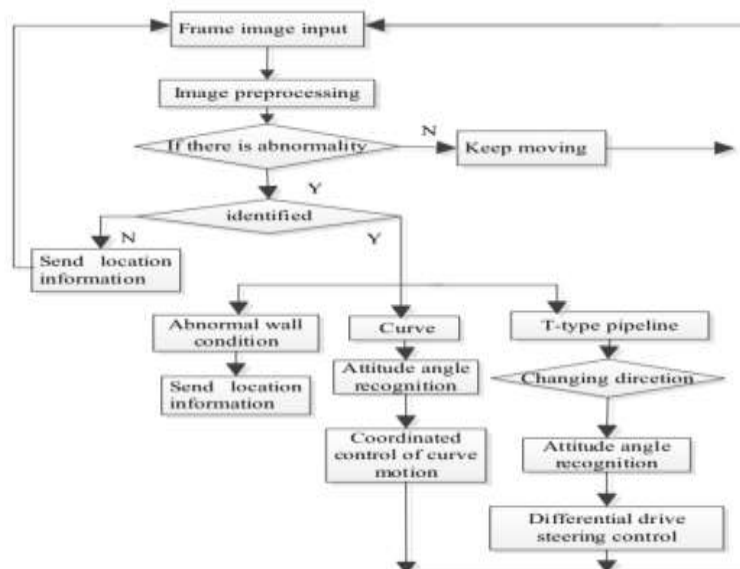 Frame image input
Image preprocessing
If there is abnormality
N
Keep moving
Y
identified
N
Y
Send location
information
Abnormal wall
condition
Curve
T-type pipeline
Send location
information
Attitude angle
recognition
Changing direction
Coordinated
control of curve
motion
Attitude angle
recognition
Differential drive
steering control